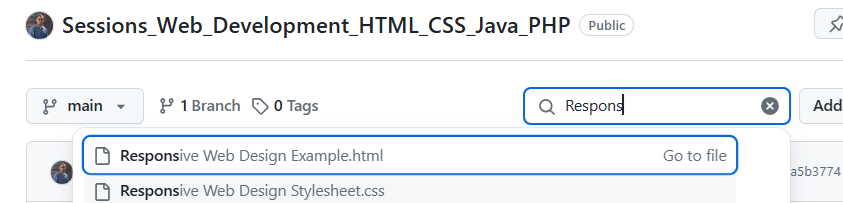 Sessions_Web_Development_HTML_CSS_Java_PHP Public
main 1 Branch 0 Tags Respons Add
Responsive Web Design Example.html Go to file
a5b3774
Responsive Web Design Stylesheet.css